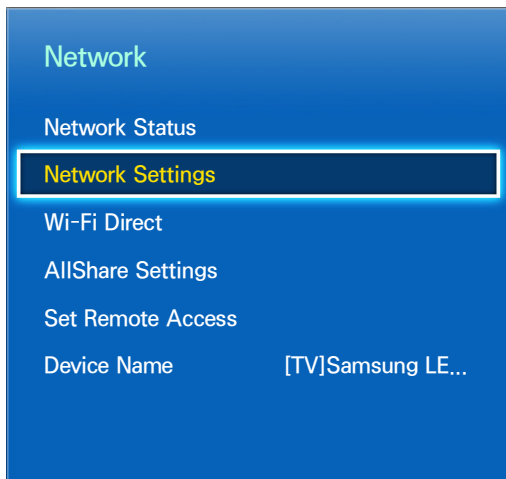 Network
Network Status
Network Settings
Wi-Fi Direct
AllShare Settings
Set Remote Access
Device Name [TV]Samsung LE...